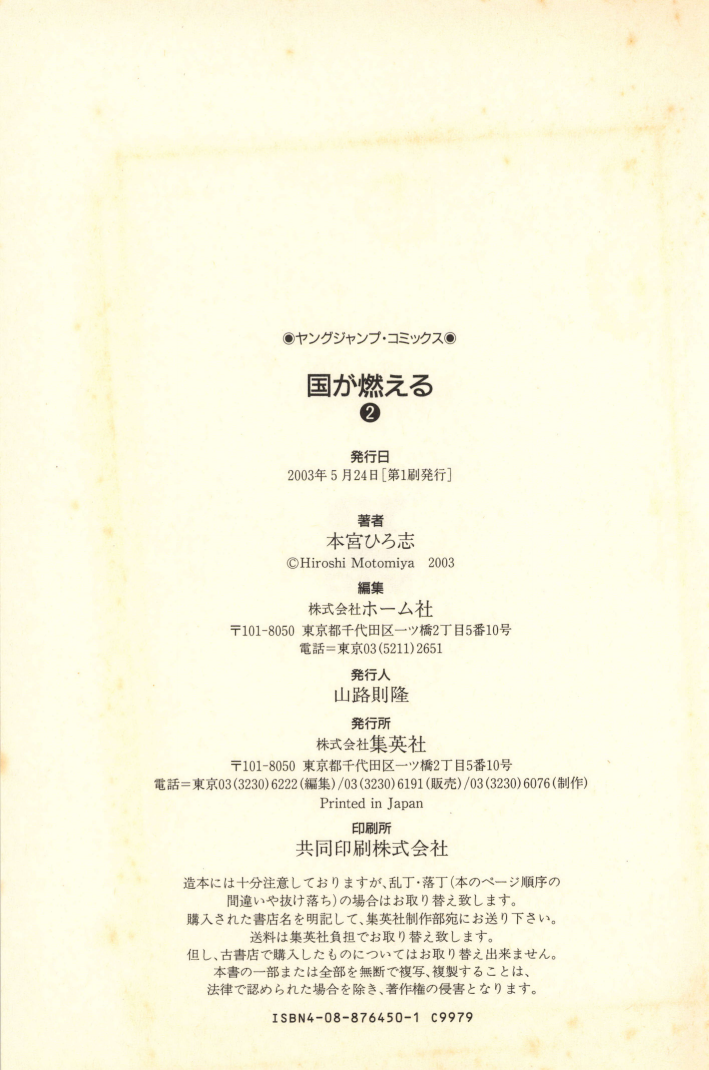 ◉ヤングジャンプ・コミックス◉
国が燃える
❷
発行日
2003年5月24日[第1刷発行]
著者
本宮ひろ志
©Hiroshi Motomiya 2003
編集
株式会社ホーム社
〒101-8050 東京都千代田区一ツ橋2丁目5番10号
電話=東京03(5211)2651
発行人
山路則隆
発行所
株式会社集英社
〒101-8050 東京都千代田区一ツ橋2丁目5番10号
電話=東京03(3230)6222(編集)/03(3230)6191(販売)/03(3230)6076(制作)
Printed in Japan
印刷所
共同印刷株式会社
造本には十分注意しておりますが、乱丁・落丁(本のページ順序の
間違いや抜け落ち)の場合はお取り替え致します。
購入された書店名を明記して、集英社制作部宛にお送り下さい。
送料は集英社負担でお取り替え致します。
但し、古書店で購入したものについてはお取り替え出来ません。
本書の一部または全部を無断で複写、複製することは、
法律で認められた場合を除き、著作権の侵害となります。
ISBN4-08-876450-1 C9979